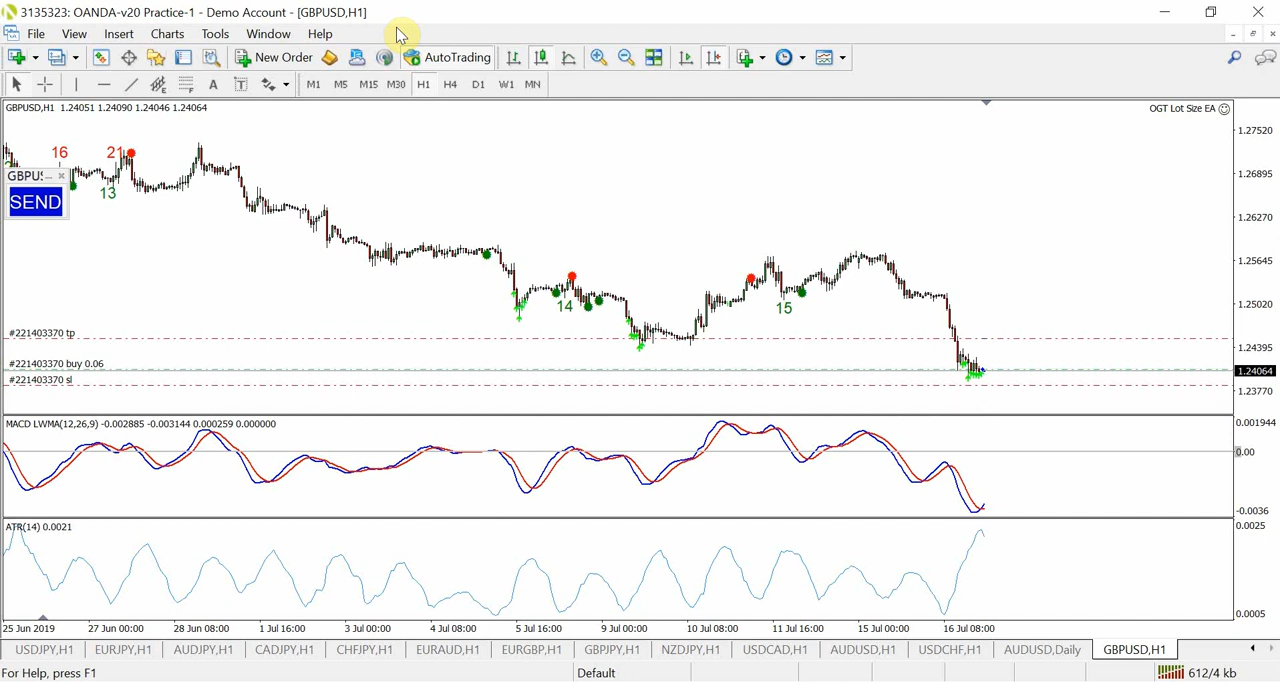 3135323: OANDA-v20 Practice-1 - Demo Account - [GBPUSD,H1]
File View Insert Charts Tools Window Help
New Order AutoTrading
A T M1 M5 M15 M30 H1 H4 D1 W1 MN
GBPUSD,H1 1.24051 1.24090 1.24046 1.24064
OGT Lot Size EA
1.27520
16 21
GBPUS...
13
1.26895
SEND
1.26270
1.25645
14 15
1.25020
#221403370 tp
1.24395
#221403370 buy 0.06
1.24064
#221403370 sl
1.23770
MACD LWMA(12,26,9) -0.002885 -0.003144 0.000259 0.000000
0.001944
0.00
-0.0036
ATR(14) 0.0021
0.0025
0.0005
25 Jun 2019 27 Jun 00:00 28 Jun 08:00 1 Jul 16:00 3 Jul 00:00 4 Jul 08:00 5 Jul 16:00 9 Jul 00:00 10 Jul 08:00 11 Jul 16:00 15 Jul 00:00 16 Jul 08:00
USDJPY,H1 EURJPY,H1 AUDJPY,H1 CADJPY,H1 CHFJPY,H1 EURAUD,H1 EURGBP,H1 GBPJPY,H1 NZDJPY,H1 USDCAD,H1 AUDUSD,H1 USDCHF,H1 AUDUSD,Daily GBPUSD,H1
For Help, press F1 Default 612/4 kb